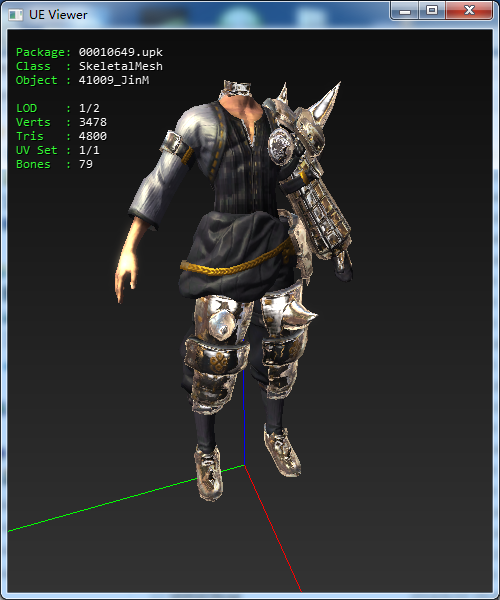 UE Viewer
Package: 00010649.upk
Class : SkeletalMesh
Object : 41009_JinM
LOD : 1/2
Verts : 3478
Tris : 4800
UV Set : 1/1
Bones : 79